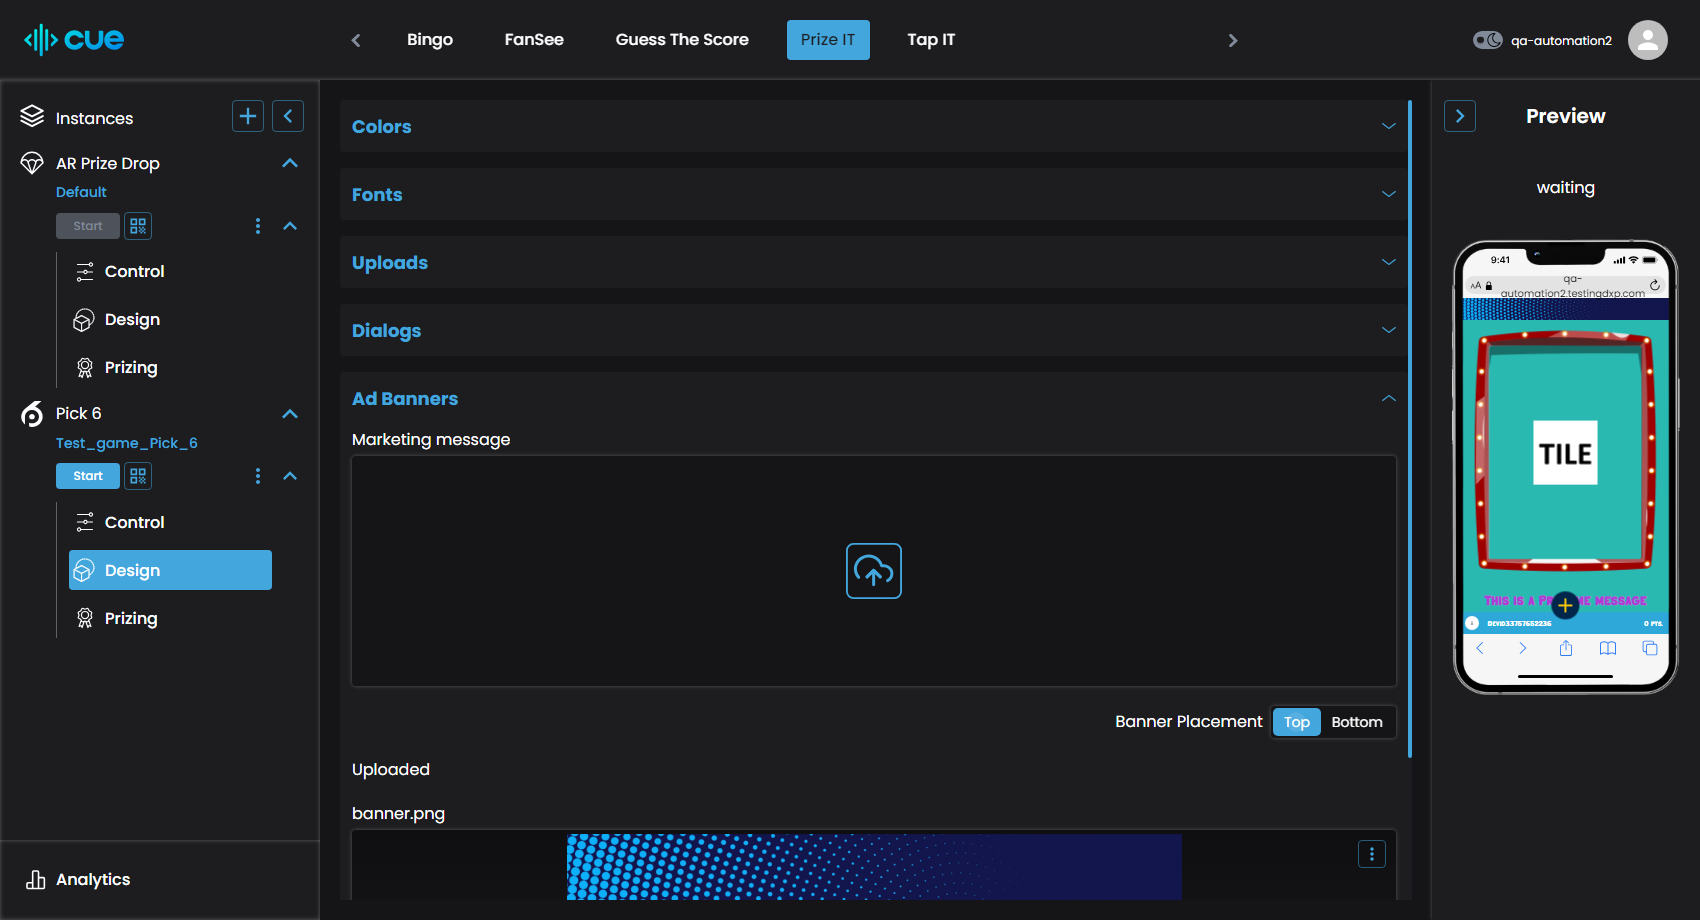 cue
Bingo
FanSee
Guess The Score
Prize IT
Tap IT
qa-automation2
Instances
AR Prize Drop
Default
Start
Control
Design
Prizing
Pick 6
Test_game_Pick_6
Start
Control
Design
Prizing
Analytics
Colors
Fonts
Uploads
Dialogs
Ad Banners
Marketing message
Banner Placement
Top
Bottom
Uploaded
banner.png
Preview
waiting
9:41
AA
qa-
automation2.testingdxp.com
TILE
THIS IS A
MESSAGE
0 PTS.